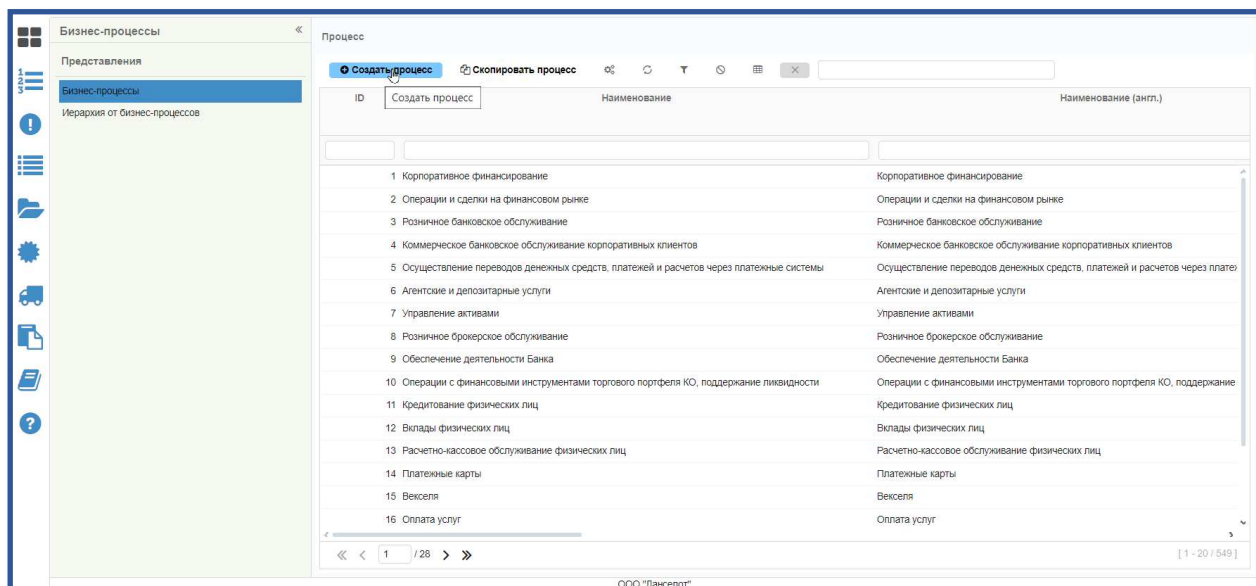 Бизнес-процессы «
Представления
Бизнес-процессы
Иерархия от бизнес-процессов
Процесс
Создать процесс Скопировать процесс
Создать процесс
ID Наименование Наименование (англ.)
1 Корпоративное финансирование Корпоративное финансирование
2 Операции и сделки на финансовом рынке Операции и сделки на финансовом рынке
3 Розничное банковское обслуживание Розничное банковское обслуживание
4 Коммерческое банковское обслуживание корпоративных клиентов Коммерческое банковское обслуживание корпоративных клиентов
5 Осуществление переводов денежных средств, платежей и расчетов через платежные системы Осуществление переводов денежных средств, платежей и расчетов через платеж
6 Агентские и депозитарные услуги Агентские и депозитарные услуги
7 Управление активами Управление активами
8 Розничное брокерское обслуживание Розничное брокерское обслуживание
9 Обеспечение деятельности Банка Обеспечение деятельности Банка
10 Операции с финансовыми инструментами торгового портфеля КО, поддержание ликвидности Операции с финансовыми инструментами торгового портфеля КО, поддержание
11 Кредитование физических лиц Кредитование физических лиц
12 Вклады физических лиц Вклады физических лиц
13 Расчетно-кассовое обслуживание физических лиц Расчетно-кассовое обслуживание физических лиц
14 Платежные карты Платежные карты
15 Векселя Векселя
16 Оплата услуг Оплата услуг
« < 1 / 28 > » [ 1 - 20 / 549 ]
ООО "Ланселот"
1
2
3